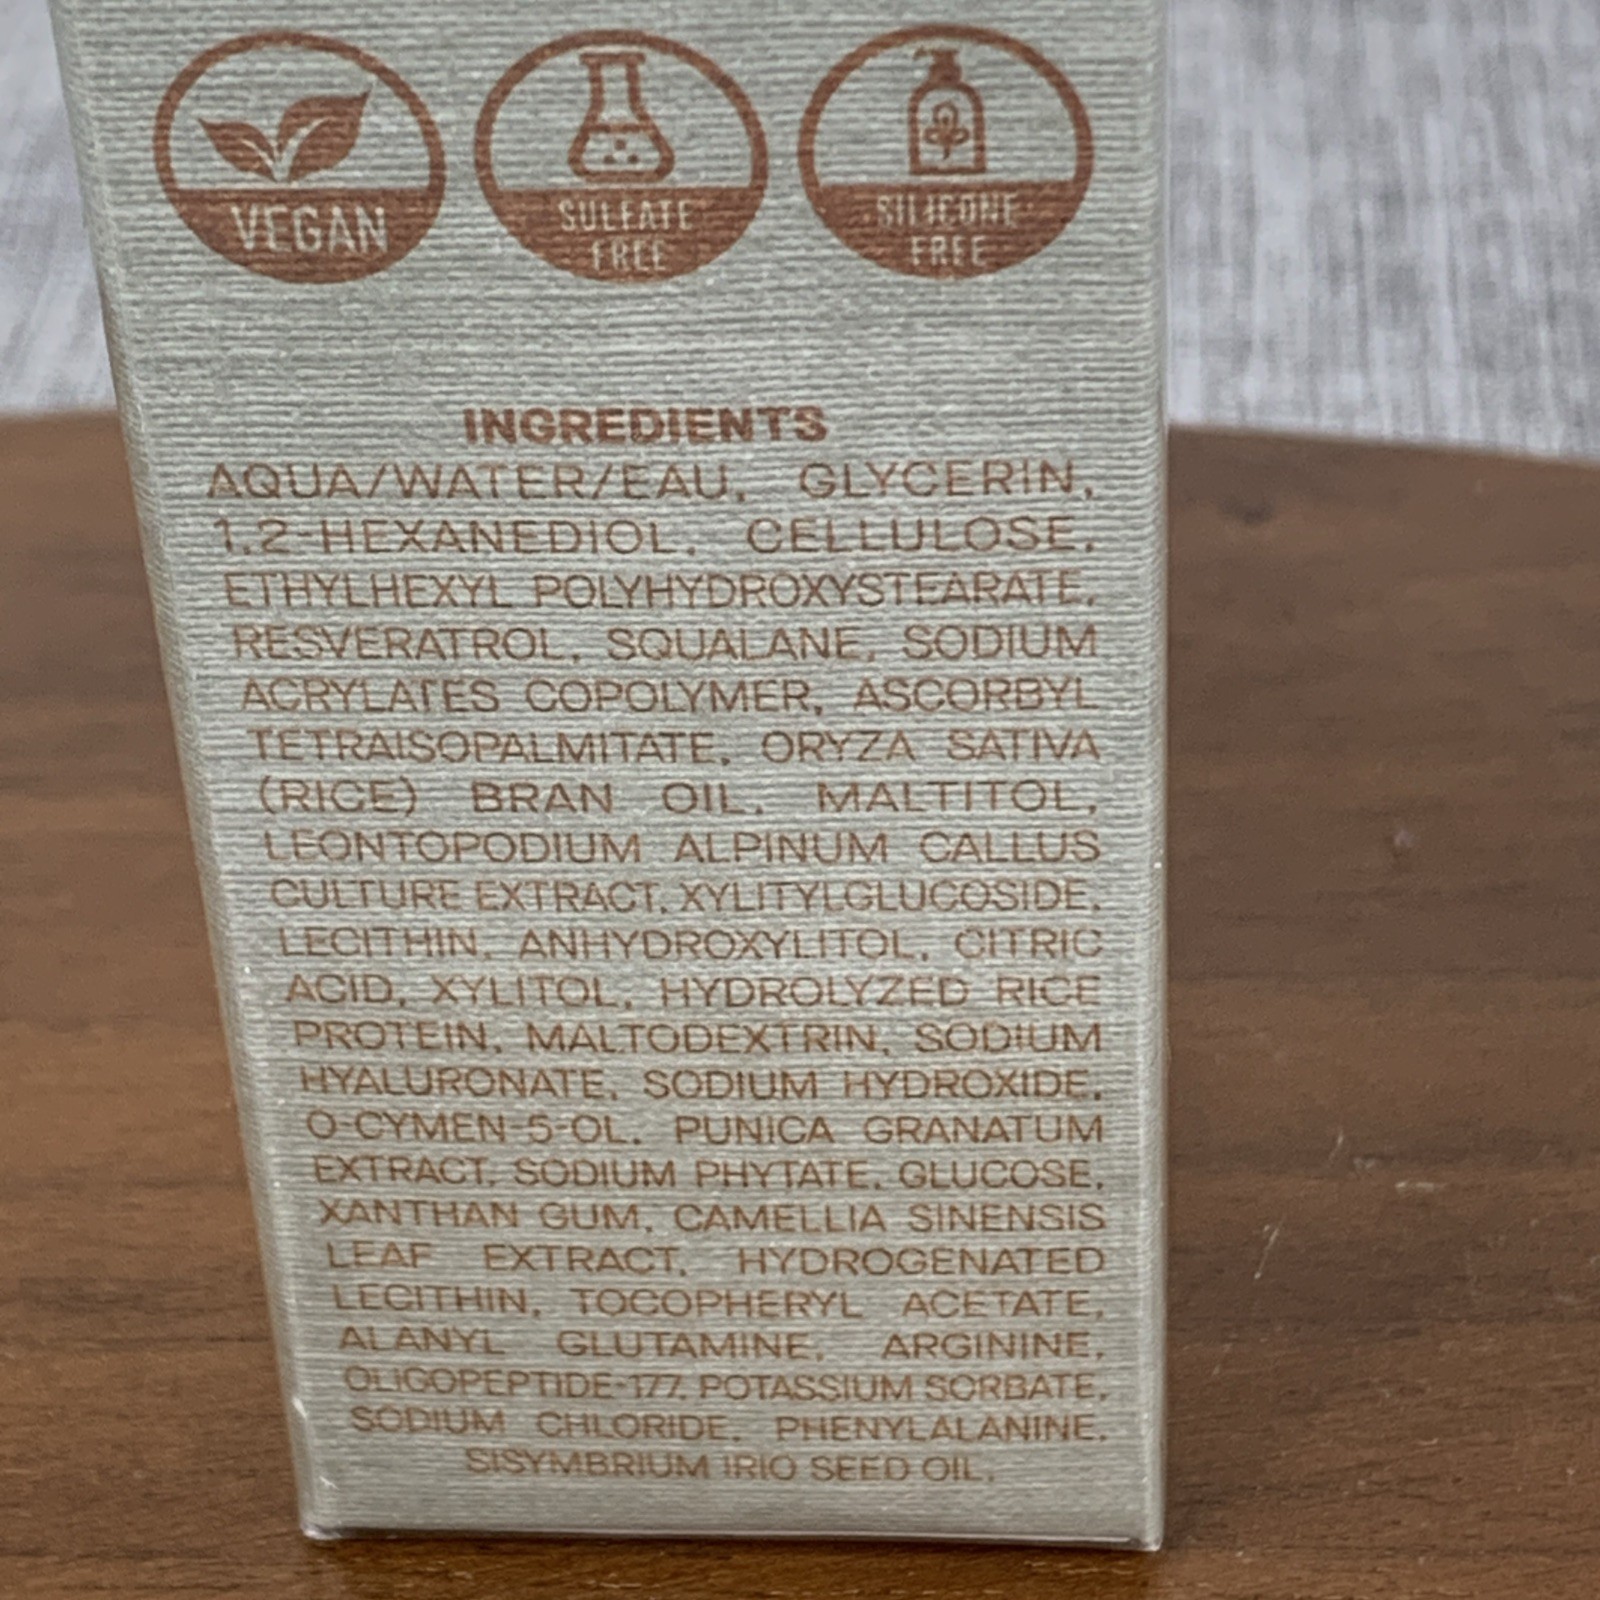 VEGAN
SULFATE
FREE
SILICONE
FREE
INGREDIENTS
AQUA/WATER/EAU, GLYCERIN,
1,2-HEXANEDIOL, CELLULOSE,
ETHYLHEXYL POLYHYDROXYSTEARATE,
RESVERATROL, SQUALANE, SODIUM
ACRYLATES COPOLYMER, ASCORBYL
TETRAISOPALMITATE, ORYZA SATIVA
(RICE) BRAN OIL, MALTITOL,
LEONTOPODIUM ALPINUM CALLUS
CULTURE EXTRACT, XYLITYLGLUCOSIDE,
LECITHIN, ANHYDROXYLITOL, CITRIC
ACID, XYLITOL, HYDROLYZED RICE
PROTEIN, MALTODEXTRIN, SODIUM
HYALURONATE, SODIUM HYDROXIDE,
O-CYMEN-5-OL, PUNICA GRANATUM
EXTRACT, SODIUM PHYTATE, GLUCOSE,
XANTHAN GUM, CAMELLIA SINENSIS
LEAF EXTRACT, HYDROGENATED
LECITHIN, TOCOPHERYL ACETATE,
ALANYL GLUTAMINE, ARGININE,
OLIGOPEPTIDE-177, POTASSIUM SORBATE,
SODIUM CHLORIDE, PHENYLALANINE,
SISYMBRIUM IRIO SEED OIL,